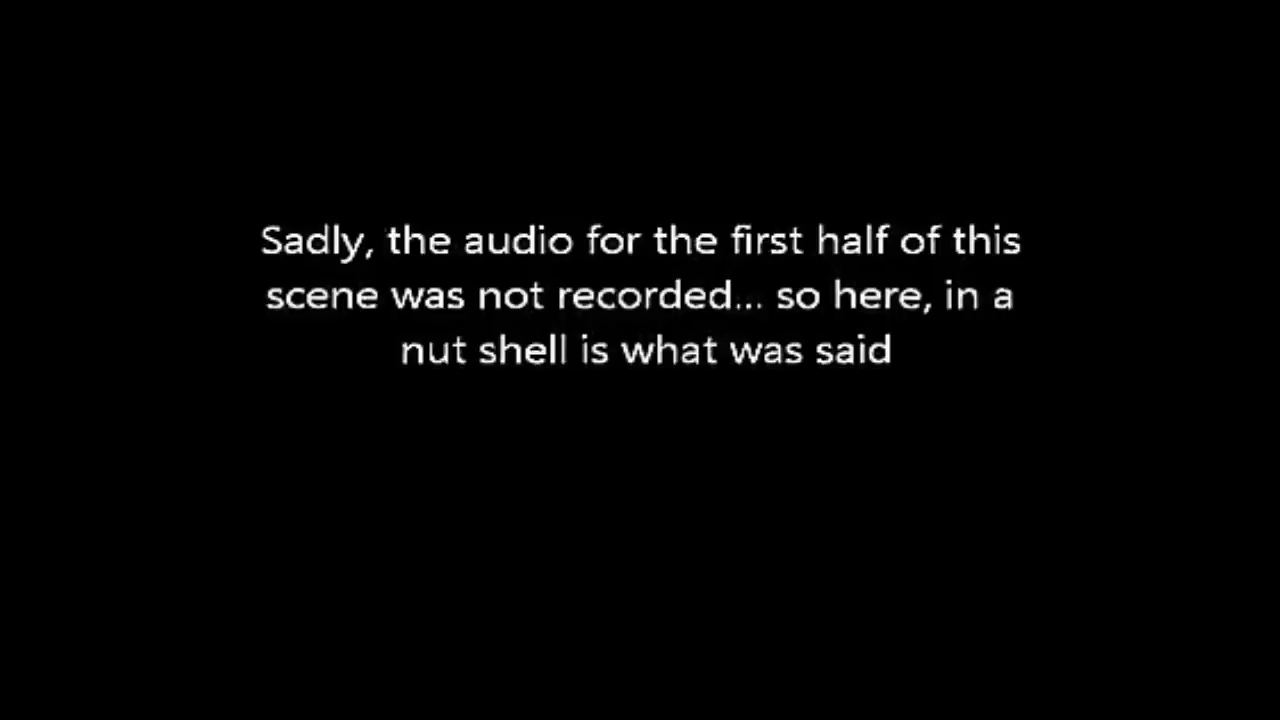 Sadly, the audio for the first half of this
scene was not recorded... so here, in a
nut shell is what was said